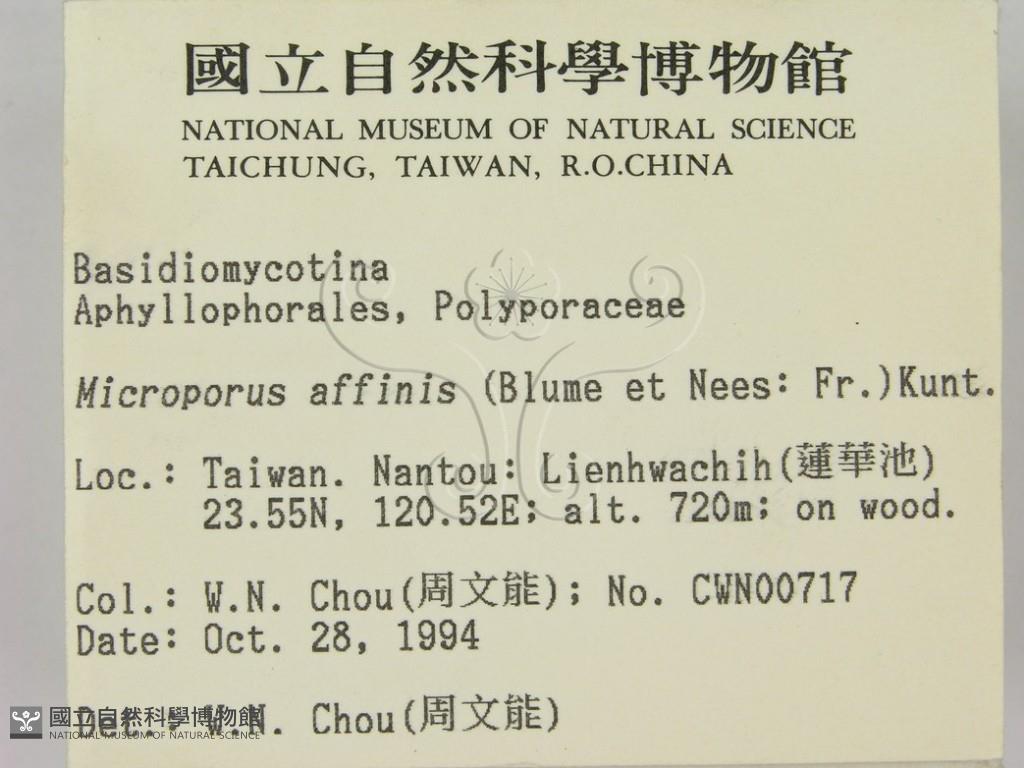 國立自然科學博物館
NATIONAL MUSEUM OF NATURAL SCIENCE
TAICHUNG, TAIWAN, R.O.CHINA
Basidiomycotina
Aphyllophorales, Polyporaceae
Microporus affinis (Blume et Nees: Fr.)Kunt.
Loc.: Taiwan. Nantou: Lienhwachih(蓮華池)
23.55N, 120.52E; alt. 720m; on wood.
Col.: W.N. Chou(周文能); No. CWN00717
Date: Oct. 28, 1994
Det.: W.N. Chou(周文能)
國立自然科學博物館
NATIONAL MUSEUM OF NATURAL SCIENCE